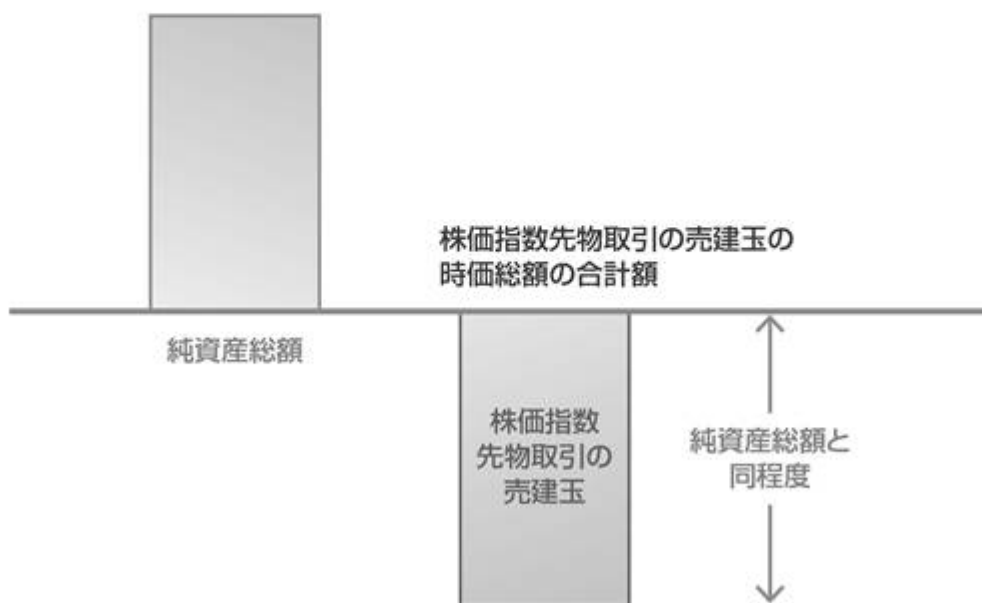 株価指数先物取引の売建玉の
時価総額の合計額
純資産総額
株価指数
先物取引の
売建玉
純資産総額と
同程度